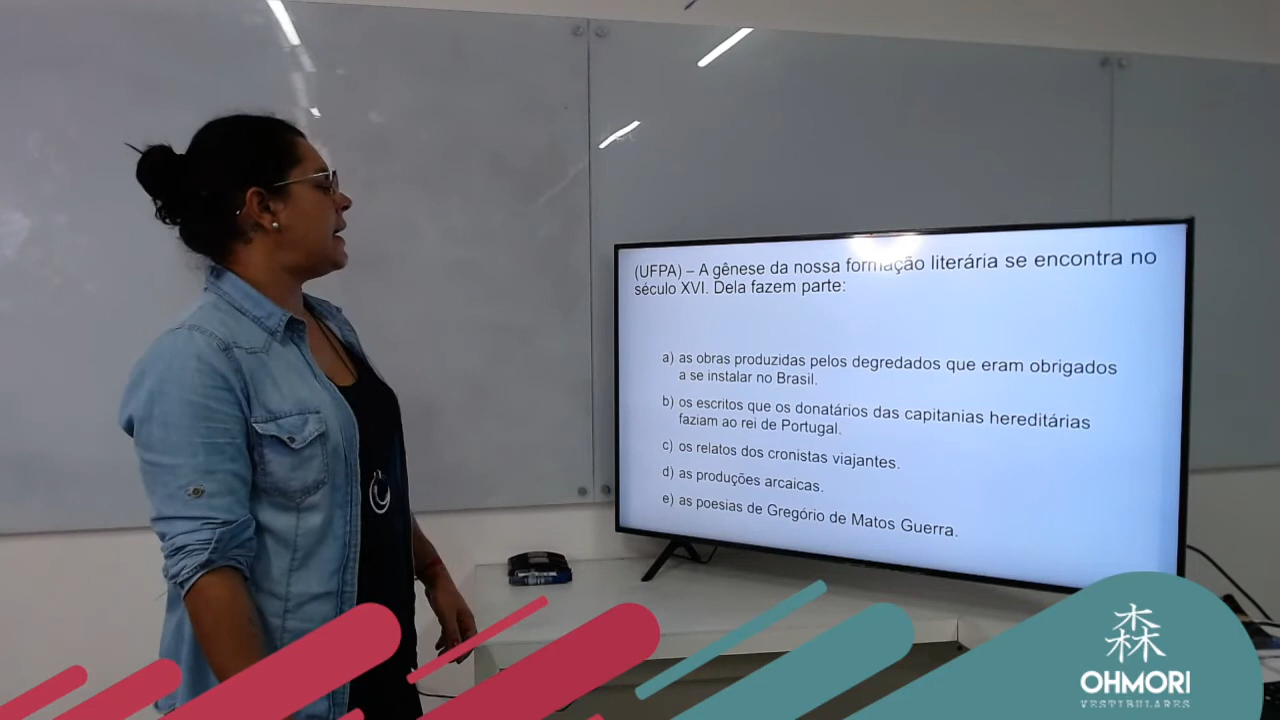 (UFPA) – A gênese da nossa formação literária se encontra no
século XVI. Dela fazem parte:
a) as obras produzidas pelos degredados que eram obrigados
a se instalar no Brasil.
b) os escritos que os donatários das capitanias hereditárias
faziam ao rei de Portugal.
c) os relatos dos cronistas viajantes.
d) as produções arcaicas.
e) as poesias de Gregório de Matos Guerra.
森
OHMORI
VESTIBULARES